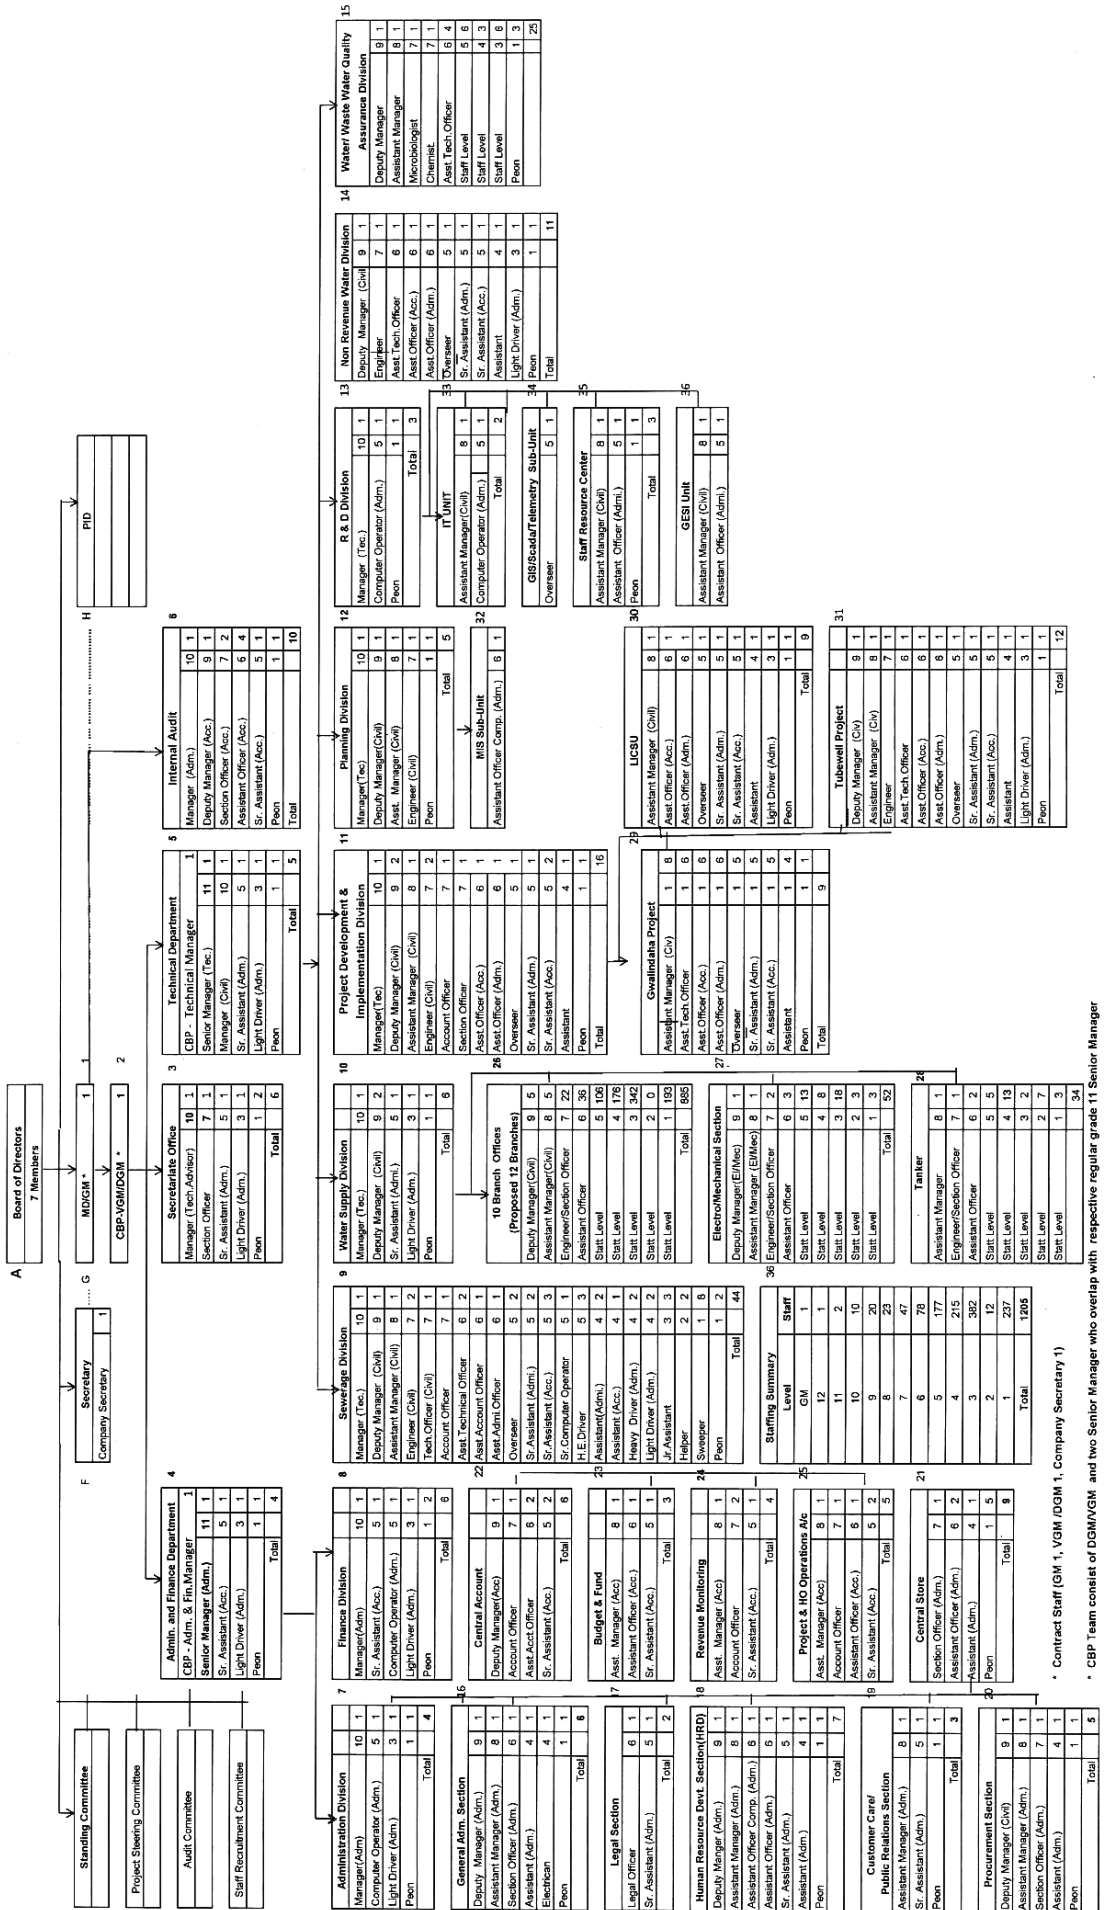 A
Board of Directors
7 Members
F
Secretary
Company Secretary 1
G
MD/GM * 1
1
CBP-VGM/DGM * 1
2
H
PID
Standing Committee
Project Steering Committee
Audit Committee
Staff Recruitment Committee
4
Admin. and Finance Department
CBP - Adm. & Fin.Manager 1
Senior Manager (Adm.) 11 1
Sr. Assistant (Acc.) 5 1
Light Driver (Adm.) 3 1
Peon 1 1
Total 4
3
Secretariate Office
Manager (Tech.Advisor) 10 1
Section Officer 7 1
Sr. Assistant (Adm.) 5 1
Light Driver (Adm.) 3 1
Peon 1 2
Total 6
5
Technical Department
CBP - Technical Manager 1
Senior Manager (Tec.) 11 1
Manager (Civil) 10 1
Sr. Assistant (Adm.) 5 1
Light Driver (Adm.) 3 1
Peon 1 1
Total 5
6
Internal Audit
Manager (Adm.) 10 1
Deputy Manager (Acc.) 9 1
Section Officer (Acc.) 7 2
Assistant Officer (Acc.) 6 4
Sr. Assistant (Acc.) 5 1
Peon 1 1
Total 10
7
Administration Division
Manager(Adm) 10 1
Computer Operator (Adm.) 5 1
Light Driver (Adm.) 3 1
Peon 1 1
Total 4
8
Finance Division
Manager(Adm) 10 1
Sr. Assistant (Acc.) 5 1
Computer Operator (Adm.) 5 1
Light Driver (Adm.) 3 1
Peon 1 2
Total 6
9
Sewerage Division
Manager (Tec.) 10 1
Deputy Manager (Civil) 9 1
Assistant Manager (Civil) 8 1
Engineer (Civil) 7 2
Tech.Officer (Civil) 7 1
Account Officer 7 1
Asst.Technical Officer 6 2
Asst.Account Officer 6 1
Asst.Admi.Officer 6 1
Overseer 5 2
Sr.Assistant (Admi.) 5 2
Sr.Assistant (Acc.) 5 3
Sr.Computer Operator 5 1
H.E.Driver 5 3
Assistant(Admi.) 4 2
Assistant (Acc.) 4 1
Heavy Driver (Adm.) 4 2
Light Driver (Adm.) 4 2
Jr.Assistant 3 3
Helper 2 2
Sweeper 1 8
Peon 1 2
Total 44
10
Water Supply Division
Manager (Tec.) 10 1
Deputy Manager (Civil) 9 2
Sr. Assistant (Admi.) 5 1
Light Driver (Adm.) 3 1
Peon 1 1
Total 6
11
Project Development &
Implementation Division
Manager(Tec) 10 1
Deputy Manager (Civil) 9 2
Assistant Manager (Civil) 8 1
Engineer (Civil) 7 2
Account Officer 7 1
Section Officer 7 1
Asst.Officer (Acc.) 6 1
Asst.Officer (Adm.) 6 1
Overseer 5 1
Sr. Assistant (Adm.) 5 1
Sr. Assistant (Acc.) 5 2
Assistant 4 1
Peon 1 1
Total 16
12
Planning Division
Manager(Tec) 10 1
Deputy Manager(Civil) 9 1
Asst. Manager (Civil) 8 1
Engineer (Civil) 7 1
Peon 1 1
Total 5
13
R & D Division
Manager (Tec.) 10 1
Computer Operator (Adm.) 5 1
Peon 1 1
Total 3
14
Non Revenue Water Division
Deputy Manager (Civil 9 1
Engineer 7 1
Asst.Tech.Officer 6 1
Asst.Officer (Acc.) 6 1
Asst.Officer (Adm.) 6 1
Overseer 5 1
Sr. Assistant (Adm.) 5 1
Sr. Assistant (Acc.) 5 1
Assistant 4 1
Light Driver (Adm.) 3 1
Peon 1 1
Total 11
15
Water/ Waste Water Quality
Assurance Division
Deputy Manager 9 1
Assistant Manager 8 1
Microbiologist 7 1
Chemist. 7 1
Asst.Tech.Officer 6 4
Staff Level 5 6
Staff Level 4 3
Staff Level 3 6
Peon 1 3
25
16
General Adm. Section
Deputy Manager (Adm.) 9 1
Assistant Manager (Adm.) 8 1
Section Officer (Adm.) 6 1
Assistant (Adm.) 4 1
Electrican 4 1
Peon 1 1
Total 6
17
Legal Section
Legal Officer 6 1
Sr. Assistant (Adm.) 5 1
Total 2
18
Human Resource Devt. Section(HRD)
Deputy Manger (Adm.) 9 1
Assistant Manager (Adm.) 8 1
Assistant Officer Comp. (Adm.) 6 1
Assistant Officer (Adm.) 6 1
Sr. Assistant (Adm.) 5 1
Assistant (Adm.) 4 1
Peon 1 1
Total 7
19
Customer Care/
Public Relations Section
Assistant Manager (Adm.) 8 1
Sr. Assistant (Adm.) 5 1
Peon 1 1
Total 3
20
Procurement Section
Deputy Manager (Civil) 9 1
Assistant Manager (Adm.) 8 1
Section Officer (Adm.) 7 1
Assistant (Adm.) 4 1
Peon 1 1
Total 5
22
Central Account
Deputy Manager(Acc) 9 1
Account Officer 7 1
Asst.Acct.Officer 6 2
Sr. Assistant (Acc.) 5 2
Total 6
23
Budget & Fund
Asst. Manager (Acc) 8 1
Assistant Officer (Acc.) 6 1
Sr. Assistant (Acc.) 5 1
Total 3
24
Revenue Monitoring
Asst. Manager (Acc) 8 1
Account Officer 7 2
Sr. Assistant (Acc.) 5 1
Total 4
25
Project & HO Operations A/c
Asst. Manager (Acc) 8 1
Account Officer 7 1
Assistant Officer (Acc.) 6 1
Sr. Assistant (Acc.) 5 2
Total 5
21
Central Store
Section Officer (Adm.) 7 1
Assistant Officer (Adm.) 6 2
Assistant (Adm.) 4 1
Peon 1 5
Total 9
36
Staffing Summary
Level Staff
GM 1
12 1
11 2
10 10
9 20
8 23
7 47
6 78
5 177
4 215
3 382
2 12
1 237
Total 1205
26
10 Branch Offices
(Proposed 12 Branches)
Deputy Manager(Civil) 9 5
Assistant Manager(Civil) 8 5
Engineer/Section Officer 7 22
Assistant Officer 6 36
Statt Level 5 106
Statt Level 4 176
Statt Level 3 342
Statt Level 2 0
Statt Level 1 193
Total 885
27
Electro/Mechanical Section
Deputy Manager(El/Mec) 9 1
Assistant Manager (El/Mec) 8 1
Engineer/Section Officer 7 2
Assistant Officer 6 3
Statt Level 5 13
Statt Level 4 8
Statt Level 3 18
Statt Level 2 3
Statt Level 1 3
Total 52
28
Tanker
Assistant Manager 8 1
Engineer/Section Officer 7 1
Assistant Officer 6 2
Statt Level 5 5
Statt Level 4 13
Statt Level 3 2
Statt Level 2 7
Statt Level 1 3
34
29
Gwalindaha Project
Assistant Manager (Civ) 1 8
Asst.Tech.Officer 1 6
Asst.Officer (Acc.) 1 6
Asst.Officer (Adm.) 1 6
Overseer 1 5
Sr. Assistant (Adm.) 1 5
Sr. Assistant (Acc.) 1 5
Assistant 1 4
Peon 1 1
Total 9
32
MIS Sub-Unit
Assistant Officer Comp. (Adm.) 6 1
30
LICSU
Assistant Manager (Civil) 8 1
Asst.Officer (Acc.) 6 1
Asst.Officer (Adm.) 6 1
Overseer 5 1
Sr. Assistant (Adm.) 5 1
Sr. Assistant (Acc.) 5 1
Assistant 4 1
Light Driver (Adm.) 3 1
Peon 1 1
Total 9
31
Tubewell Project
Deputy Manager (Civ) 9 1
Assistant Manager (Civ) 8 1
Engineer 7 1
Asst.Tech.Officer 6 1
Asst.Officer (Acc.) 6 1
Asst.Officer (Adm.) 6 1
Overseer 5 1
Sr. Assistant (Adm.) 5 1
Sr. Assistant (Acc.) 5 1
Assistant 4 1
Light Driver (Adm.) 3 1
Peon 1 1
Total 12
33
IT UNIT
Assistant Manager(Civil) 8 1
Computer Operator (Adm.) 5 1
Total 2
34
GIS/Scada/Telemetry Sub-Unit
Overseer 5 1
35
Staff Resource Center
Assistant Manager (Civil) 8 1
Assistant Officer (Admi.) 5 1
Peon 1 1
Total 3
36
GESI Unit
Assistant Manager (Civil) 8 1
Assistant Officer (Admi.) 5 1
* Contract Staff (GM 1, VGM /DGM 1, Company Secretary 1)
* CBP Team consist of DGM/VGM and two Senior Manager who overlap with respective regular grade 11 Senior Manager